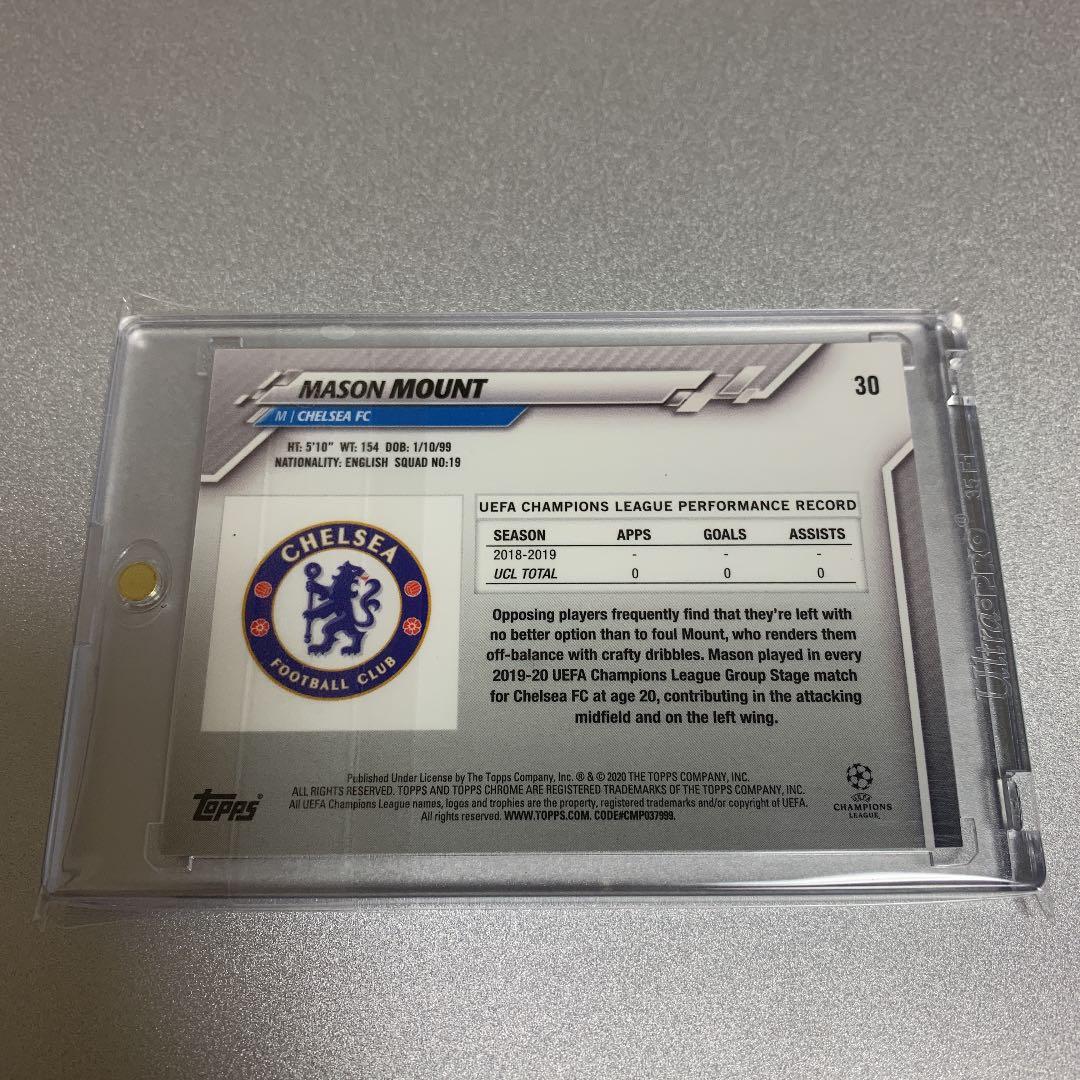 MASON MOUNT
30
M | CHELSEA FC
HT: 5'10" WT: 154 DOB: 1/10/99
NATIONALITY: ENGLISH SQUAD NO:19
CHELSEA
FOOTBALL CLUB
UEFA CHAMPIONS LEAGUE PERFORMANCE RECORD
SEASON APPS GOALS ASSISTS
2018-2019 - - -
UCL TOTAL 0 0 0
Opposing players frequently find that they're left with
no better option than to foul Mount, who renders them
off-balance with crafty dribbles. Mason played in every
2019-20 UEFA Champions League Group Stage match
for Chelsea FC at age 20, contributing in the attacking
midfield and on the left wing.
Published Under License by The Topps Company, Inc. ® & © 2020 THE TOPPS COMPANY, INC.
ALL RIGHTS RESERVED. TOPPS AND TOPPS CHROME ARE REGISTERED TRADEMARKS OF THE TOPPS COMPANY, INC.
All UEFA Champions League names, logos and trophies are the property, registered trademarks and/or copyright of UEFA.
All rights reserved. WWW.TOPPS.COM. CODE#CMP037999.
topps®
UEFA
CHAMPIONS
LEAGUE
UltraPRO®
35 PT